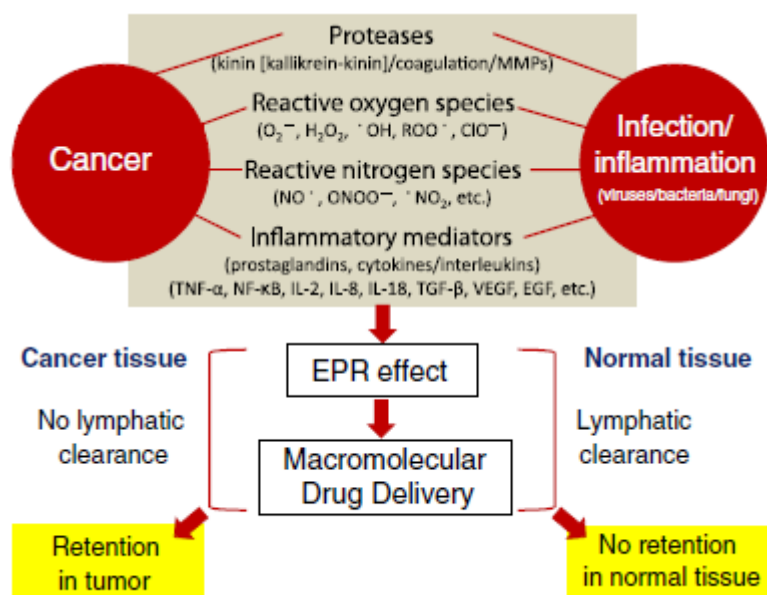 Proteases
(kinin [kallikrein-kinin]/coagulation/MMPs)
Reactive oxygen species
(O₂⁻, H₂O₂, ˙OH, ROO˙, ClO⁻)
Cancer
Infection/
inflammation
(viruses/bacteria/fungi)
Reactive nitrogen species
(NO˙, ONOO⁻, ˙NO₂, etc.)
Inflammatory mediators
(prostaglandins, cytokines/interleukins)
(TNF-α, NF-κB, IL-2, IL-8, IL-18, TGF-β, VEGF, EGF, etc.)
Cancer tissue
EPR effect
Normal tissue
No lymphatic
clearance
Lymphatic
clearance
Macromolecular
Drug Delivery
Retention
in tumor
No retention
in normal tissue